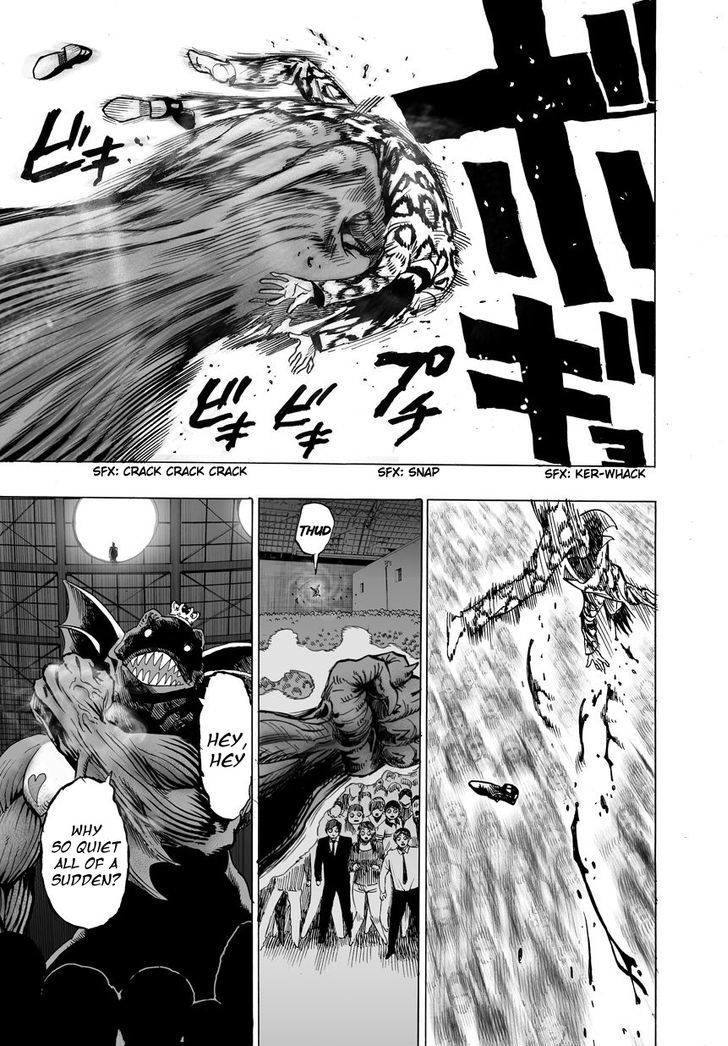 ボ
ギョ
プチ
ビキ
ビキ
ビキ
SFX: KER-WHACK
SFX: SNAP
SFX: CRACK CRACK CRACK
THUD
HEY,
HEY
WHY
SO QUIET
ALL OF A
SUDDEN?